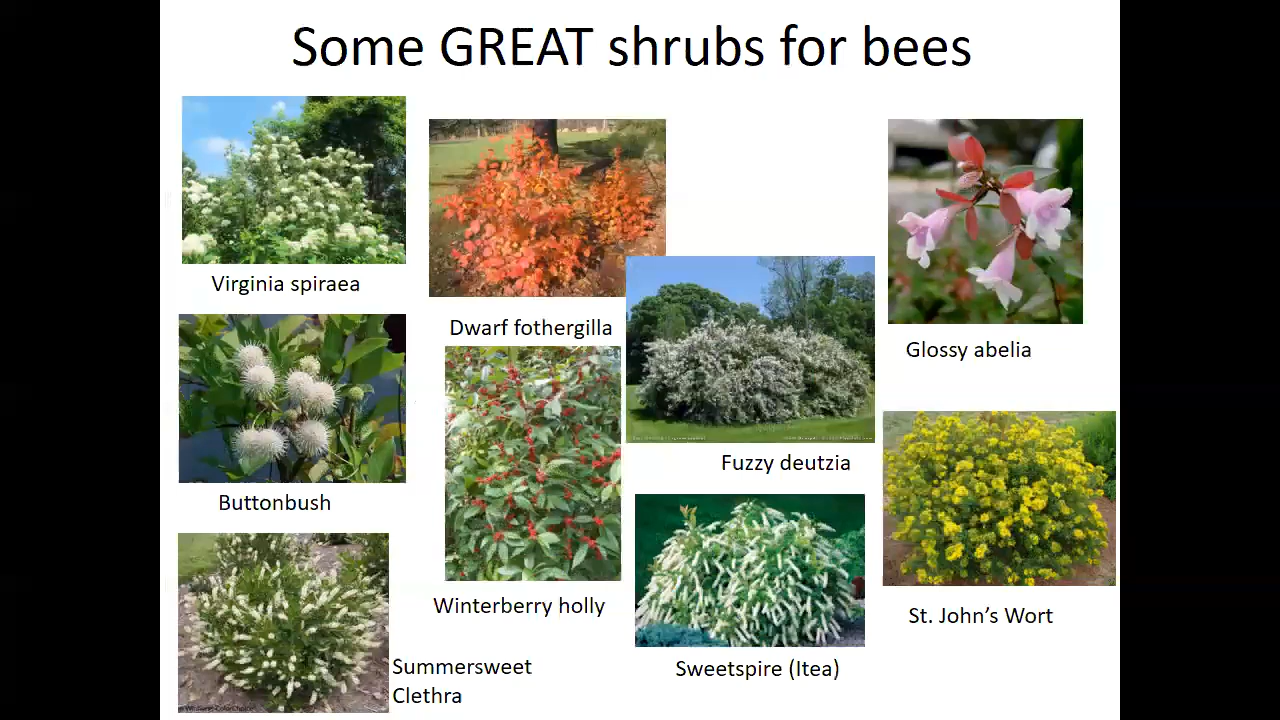 Some GREAT shrubs for bees
Virginia spiraea
Dwarf fothergilla
Glossy abelia
Buttonbush
Fuzzy deutzia
Winterberry holly
St. John’s Wort
Sweetspire (Itea)
Summersweet
Clethra